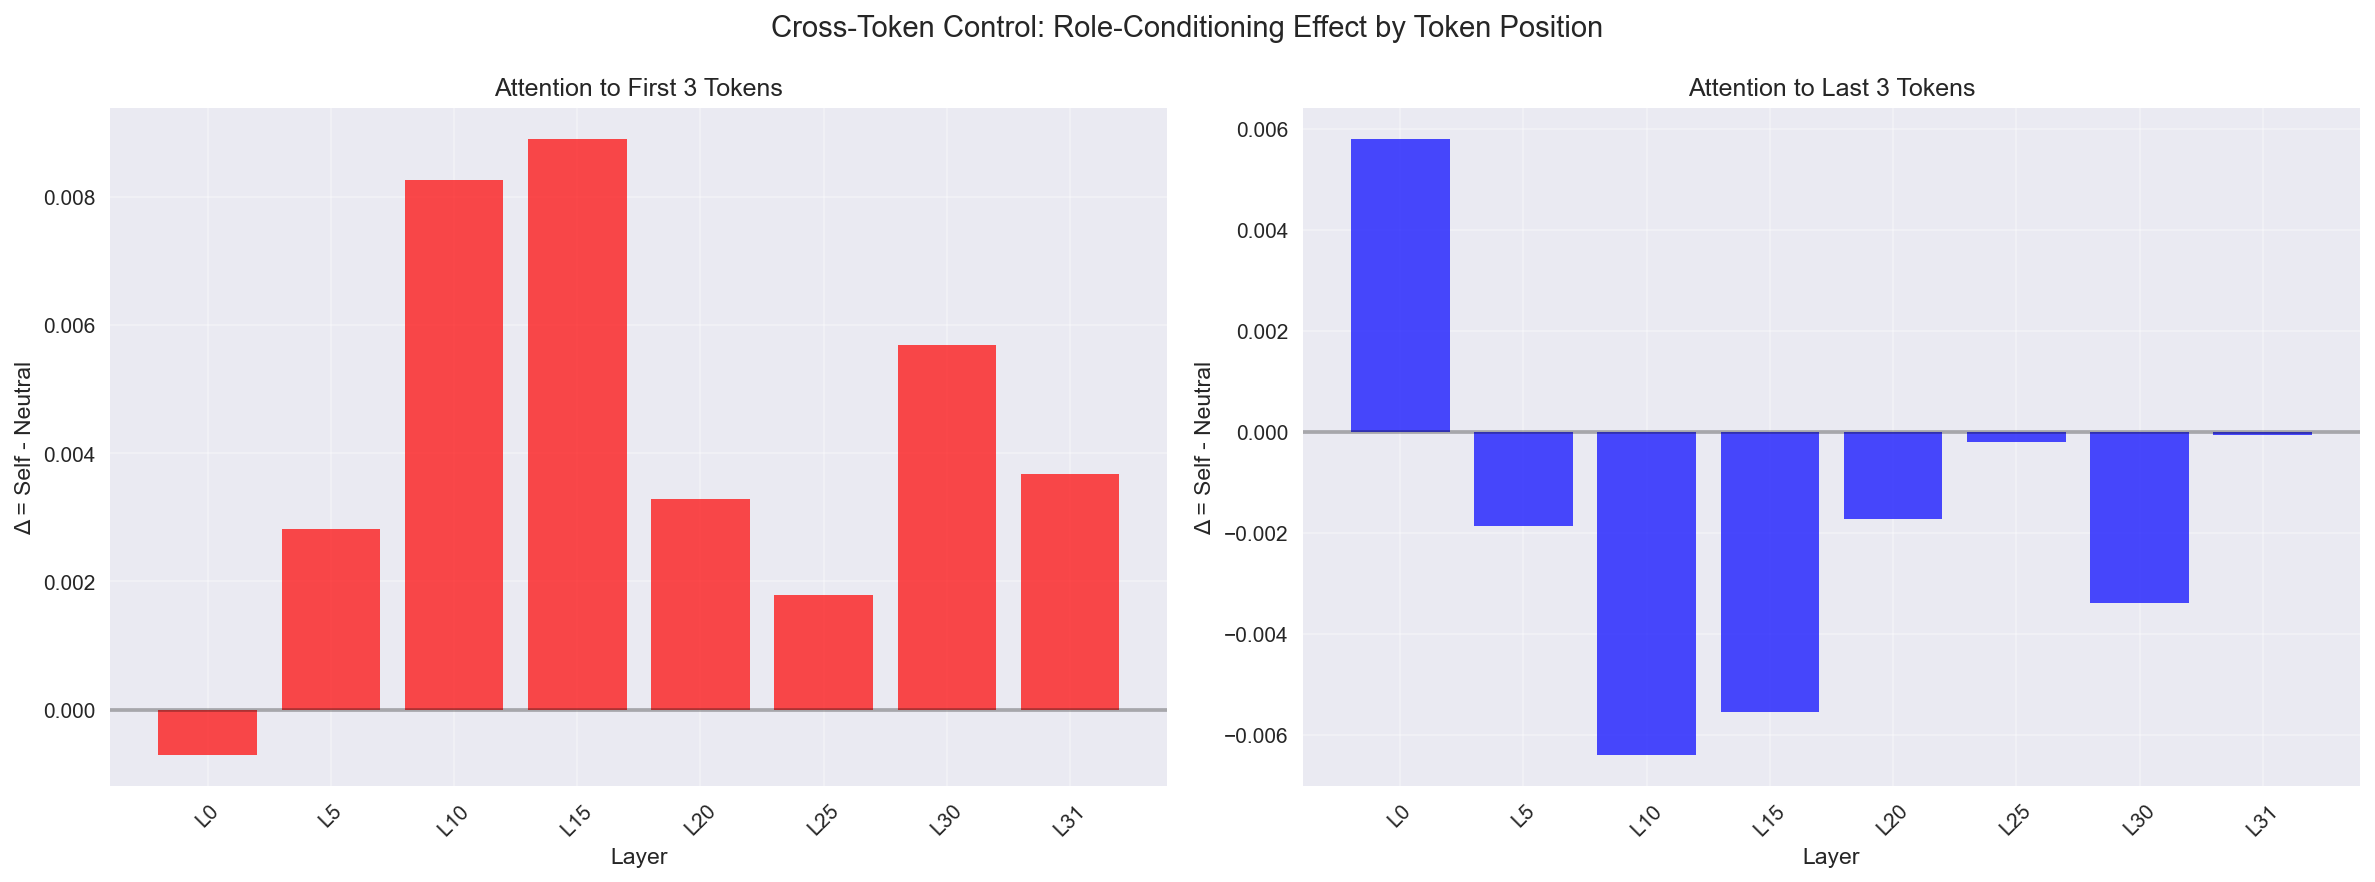 Cross-Token Control: Role-Conditioning Effect by Token Position
Attention to First 3 Tokens
Δ = Self - Neutral
0.008
0.006
0.004
0.002
0.000
L0
L5
L10
L15
L20
L25
L30
L31
Layer
Attention to Last 3 Tokens
Δ = Self - Neutral
0.006
0.004
0.002
0.000
−0.002
−0.004
−0.006
L0
L5
L10
L15
L20
L25
L30
L31
Layer